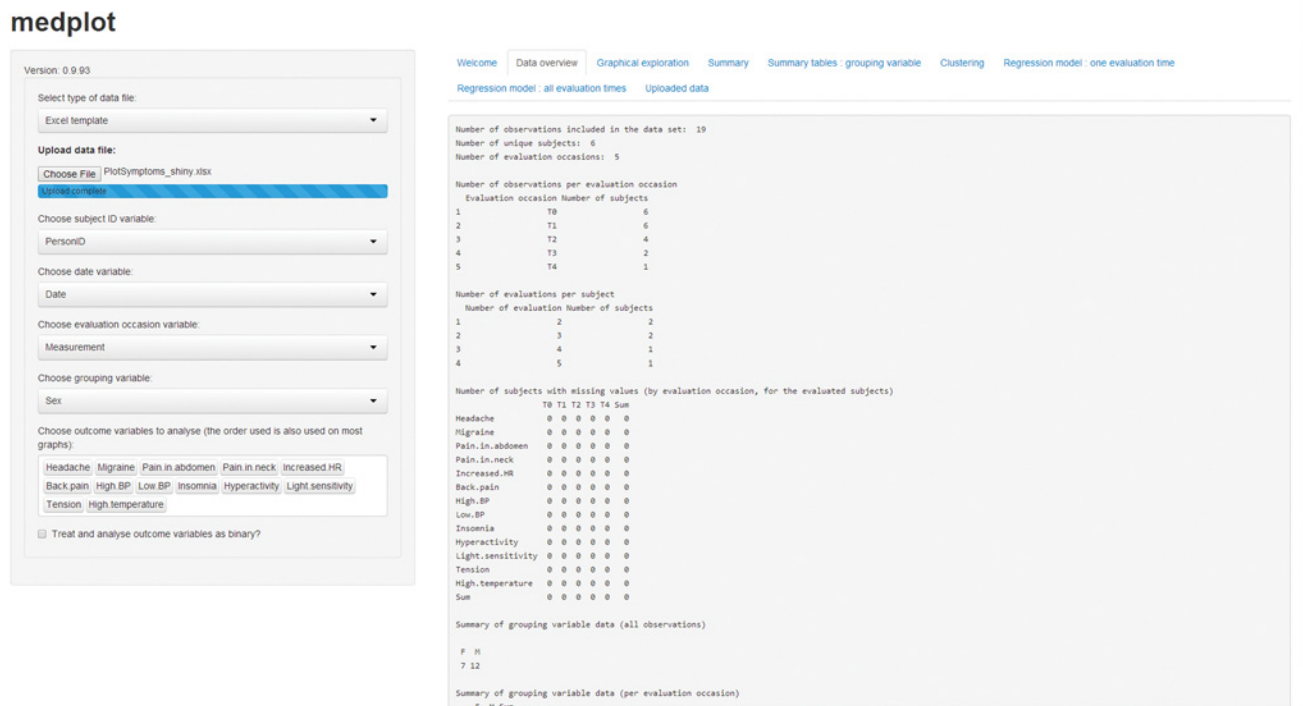 medplot
Version: 0.9.93
Select type of data file:
Excel template
Upload data file:
Choose File PlotSymptoms_shiny.xlsx
Upload complete
Choose subject ID variable:
PersonID
Choose date variable:
Date
Choose evaluation occasion variable:
Measurement
Choose grouping variable:
Sex
Choose outcome variables to analyse (the order used is also used on most
graphs):
Headache Migraine Pain.in.abdomen Pain.in.neck Increased.HR
Back.pain High.BP Low.BP Insomnia Hyperactivity Light.sensitivity
Tension High.temperature
Treat and analyse outcome variables as binary?
Welcome Data overview Graphical exploration Summary Summary tables : grouping variable Clustering Regression model : one evaluation time
Regression model : all evaluation times Uploaded data
Number of observations included in the data set: 19
Number of unique subjects: 6
Number of evaluation occasions: 5
Number of observations per evaluation occasion
Evaluation occasion Number of subjects
1 T0 6
2 T1 6
3 T2 4
4 T3 2
5 T4 1
Number of evaluations per subject
Number of evaluation Number of subjects
1 2 2
2 3 2
3 4 1
4 5 1
Number of subjects with missing values (by evaluation occasion, for the evaluated subjects)
T0 T1 T2 T3 T4 Sum
Headache 0 0 0 0 0 0
Migraine 0 0 0 0 0 0
Pain.in.abdomen 0 0 0 0 0 0
Pain.in.neck 0 0 0 0 0 0
Increased.HR 0 0 0 0 0 0
Back.pain 0 0 0 0 0 0
High.BP 0 0 0 0 0 0
Low.BP 0 0 0 0 0 0
Insomnia 0 0 0 0 0 0
Hyperactivity 0 0 0 0 0 0
Light.sensitivity 0 0 0 0 0 0
Tension 0 0 0 0 0 0
High.temperature 0 0 0 0 0 0
Sum 0 0 0 0 0 0
Summary of grouping variable data (all observations)
F M
7 12
Summary of grouping variable data (per evaluation occasion)